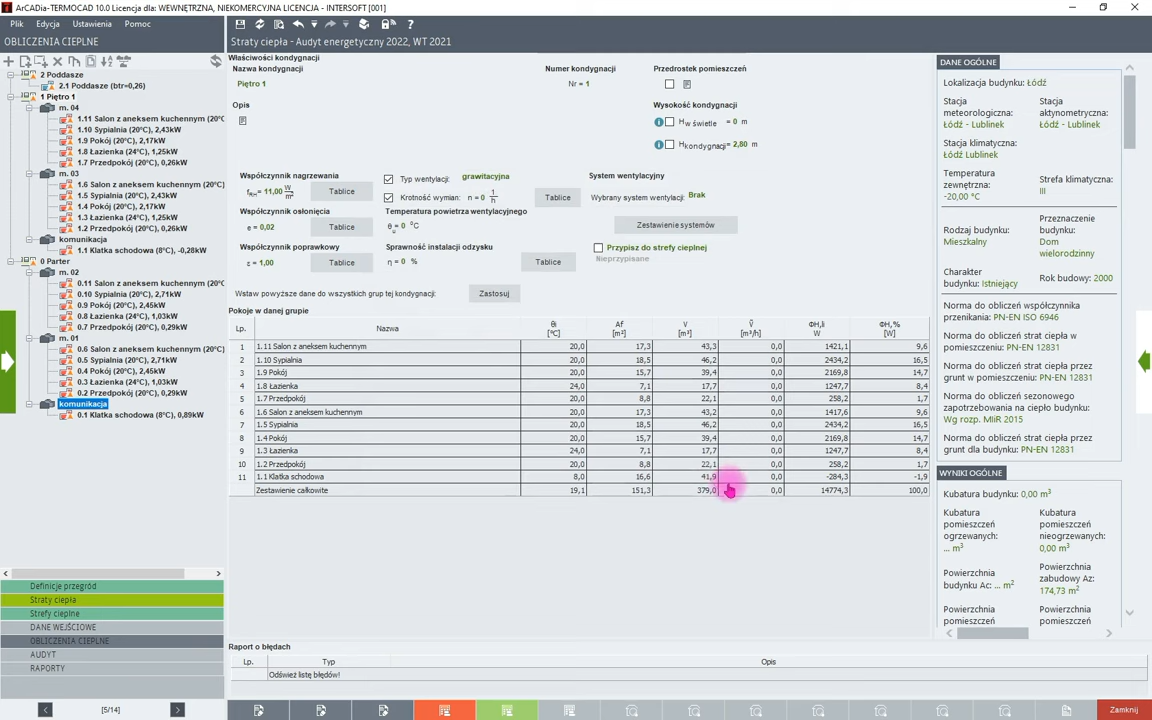 ArCADia-TERMOCAD 10.0 Licencja dla: WEWNĘTRZNA, NIEKOMERCYJNA LICENCJA - INTERSOFT [001]
Plik Edycja Ustawienia Pomoc
OBLICZENIA CIEPLNE
Straty ciepła - Audyt energetyczny 2022, WT 2021
2 Poddasze
2.1 Poddasze (btr=0,26)
1 Piętro 1
m. 04
1.11 Salon z aneksem kuchennym (20°C
1.10 Sypialnia (20°C), 2,43kW
1.9 Pokój (20°C), 2,17kW
1.8 Łazienka (24°C), 1,25kW
1.7 Przedpokój (20°C), 0,26kW
m. 03
1.6 Salon z aneksem kuchennym (20°C
1.5 Sypialnia (20°C), 2,43kW
1.4 Pokój (20°C), 2,17kW
1.3 Łazienka (24°C), 1,25kW
1.2 Przedpokój (20°C), 0,26kW
komunikacja
1.1 Klatka schodowa (8°C), -0,28kW
0 Parter
m. 02
0.11 Salon z aneksem kuchennym (20°C
0.10 Sypialnia (20°C), 2,71kW
0.9 Pokój (20°C), 2,45kW
0.8 Łazienka (24°C), 1,03kW
0.7 Przedpokój (20°C), 0,29kW
m. 01
0.6 Salon z aneksem kuchennym (20°C
0.5 Sypialnia (20°C), 2,71kW
0.4 Pokój (20°C), 2,45kW
0.3 Łazienka (24°C), 1,03kW
0.2 Przedpokój (20°C), 0,29kW
komunikacja
0.1 Klatka schodowa (8°C), 0,89kW
Definicje przegród
Straty ciepła
Strefy cieplne
DANE WEJŚCIOWE
OBLICZENIA CIEPLNE
AUDYT
RAPORTY
[5/14]
Właściwości kondygnacji
Nazwa kondygnacji Numer kondygnacji Przedrostek pomieszczeń
Piętro 1 Nr = 1
Opis Wysokość kondygnacji
H w świetle = 0 m
H kondygnacji = 2,80 m
Współczynnik nagrzewania Typ wentylacji: grawitacyjna System wentylacyjny
fRH = 11,00 W/m² Tablice Krotność wymian: n = 0 1/h Tablice Wybrany system wentylacji: Brak
Współczynnik osłonięcia Temperatura powietrza wentylacyjnego
e = 0,02 Tablice θu = 0 °C Zestawienie systemów
Współczynnik poprawkowy Sprawność instalacji odzysku Przypisz do strefy cieplnej
ε = 1,00 Tablice η = 0 % Tablice Nieprzypisane
Wstaw powyższe dane do wszystkich grup tej kondygnacji: Zastosuj
Pokoje w danej grupie
Lp. Nazwa θi [°C] Af [m²] V [m³] V̇ [m³/h] ΦH,li W ΦH,% [W]
1 1.11 Salon z aneksem kuchennym 20,0 17,3 43,3 0,0 1421,1 9,6
2 1.10 Sypialnia 20,0 18,5 46,2 0,0 2434,2 16,5
3 1.9 Pokój 20,0 15,7 39,4 0,0 2169,8 14,7
4 1.8 Łazienka 24,0 7,1 17,7 0,0 1247,7 8,4
5 1.7 Przedpokój 20,0 8,8 22,1 0,0 258,2 1,7
6 1.6 Salon z aneksem kuchennym 20,0 17,3 43,2 0,0 1417,6 9,6
7 1.5 Sypialnia 20,0 18,5 46,2 0,0 2434,2 16,5
8 1.4 Pokój 20,0 15,7 39,4 0,0 2169,8 14,7
9 1.3 Łazienka 24,0 7,1 17,7 0,0 1247,7 8,4
10 1.2 Przedpokój 20,0 8,8 22,1 0,0 258,2 1,7
11 1.1 Klatka schodowa 8,0 16,6 41,9 0,0 -284,3 -1,9
Zestawienie całkowite 19,1 151,3 379,0 0,0 14774,3 100,0
Raport o błędach
Lp. Typ Opis
Odśwież listę błędów!
DANE OGÓLNE
Lokalizacja budynku: Łódź
Stacja meteorologiczna: Łódź - Lublinek
Stacja aktynometryczna: Łódź - Lublinek
Stacja klimatyczna: Łódź Lublinek
Temperatura zewnętrzna: -20,00 °C
Strefa klimatyczna: III
Rodzaj budynku: Mieszkalny
Przeznaczenie budynku: Dom wielorodzinny
Charakter budynku: Istniejący
Rok budowy: 2000
Norma do obliczeń współczynnika przenikania: PN-EN ISO 6946
Norma do obliczeń strat ciepła w pomieszczeniu: PN-EN 12831
Norma do obliczeń strat ciepła przez grunt w pomieszczeniu: PN-EN 12831
Norma do obliczeń sezonowego zapotrzebowania na ciepło budynku: Wg rozp. MIiR 2015
Norma do obliczeń strat ciepła przez grunt dla budynku: PN-EN 12831
WYNIKI OGÓLNE
Kubatura budynku: 0,00 m³
Kubatura pomieszczeń ogrzewanych: ... m³
Kubatura pomieszczeń nieogrzewanych: 0,00 m³
Powierzchnia budynku Ac: ... m²
Powierzchnia zabudowy Az: 174,73 m²
Powierzchnia pomieszczeń
Powierzchnia pomieszczeń
Zamknij